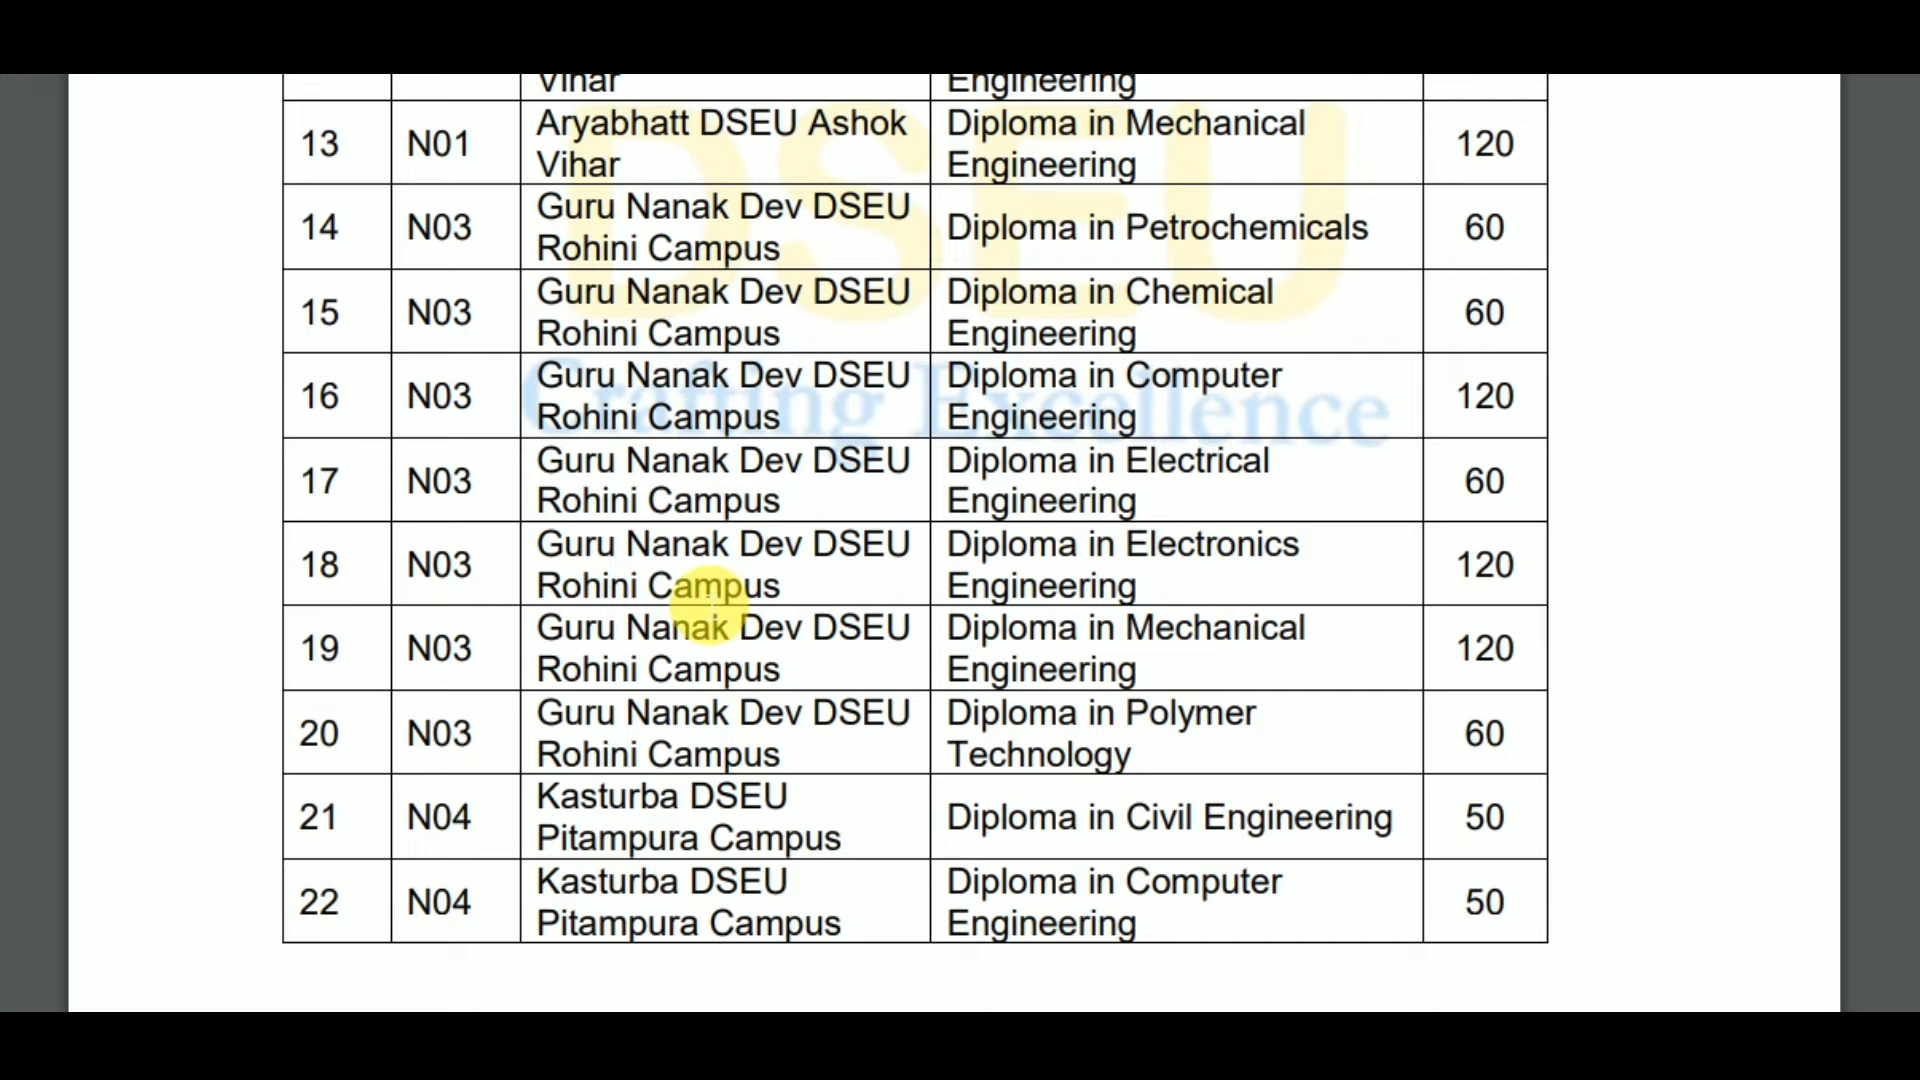 Vihar
Engineering
13
N01
Aryabhatt DSEU Ashok
Vihar
Diploma in Mechanical
Engineering
120
14
N03
Guru Nanak Dev DSEU
Rohini Campus
Diploma in Petrochemicals
60
15
N03
Guru Nanak Dev DSEU
Rohini Campus
Diploma in Chemical
Engineering
60
16
N03
Guru Nanak Dev DSEU
Rohini Campus
Diploma in Computer
Engineering
120
17
N03
Guru Nanak Dev DSEU
Rohini Campus
Diploma in Electrical
Engineering
60
18
N03
Guru Nanak Dev DSEU
Rohini Campus
Diploma in Electronics
Engineering
120
19
N03
Guru Nanak Dev DSEU
Rohini Campus
Diploma in Mechanical
Engineering
120
20
N03
Guru Nanak Dev DSEU
Rohini Campus
Diploma in Polymer
Technology
60
21
N04
Kasturba DSEU
Pitampura Campus
Diploma in Civil Engineering
50
22
N04
Kasturba DSEU
Pitampura Campus
Diploma in Computer
Engineering
50
DSEU
Crafting Excellence